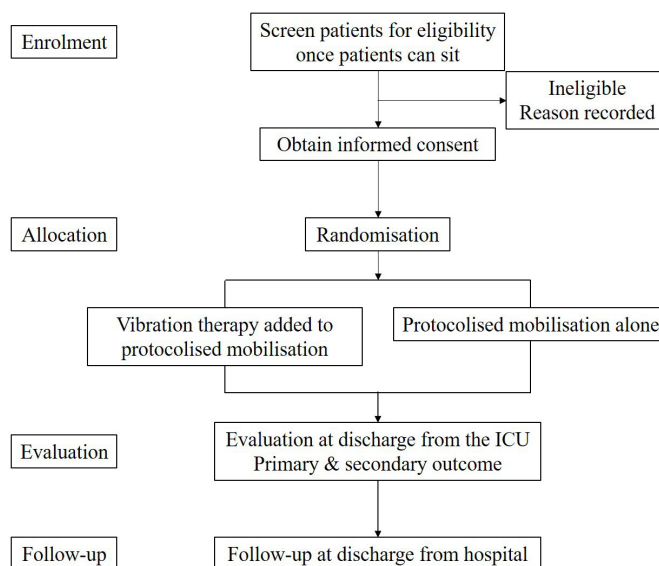 Enrolment
Screen patients for eligibility
once patients can sit
Ineligible
Reason recorded
Obtain informed consent
Allocation
Randomisation
Vibration therapy added to
protocolised mobilisation
Protocolised mobilisation alone
Evaluation
Evaluation at discharge from the ICU
Primary & secondary outcome
Follow-up
Follow-up at discharge from hospital